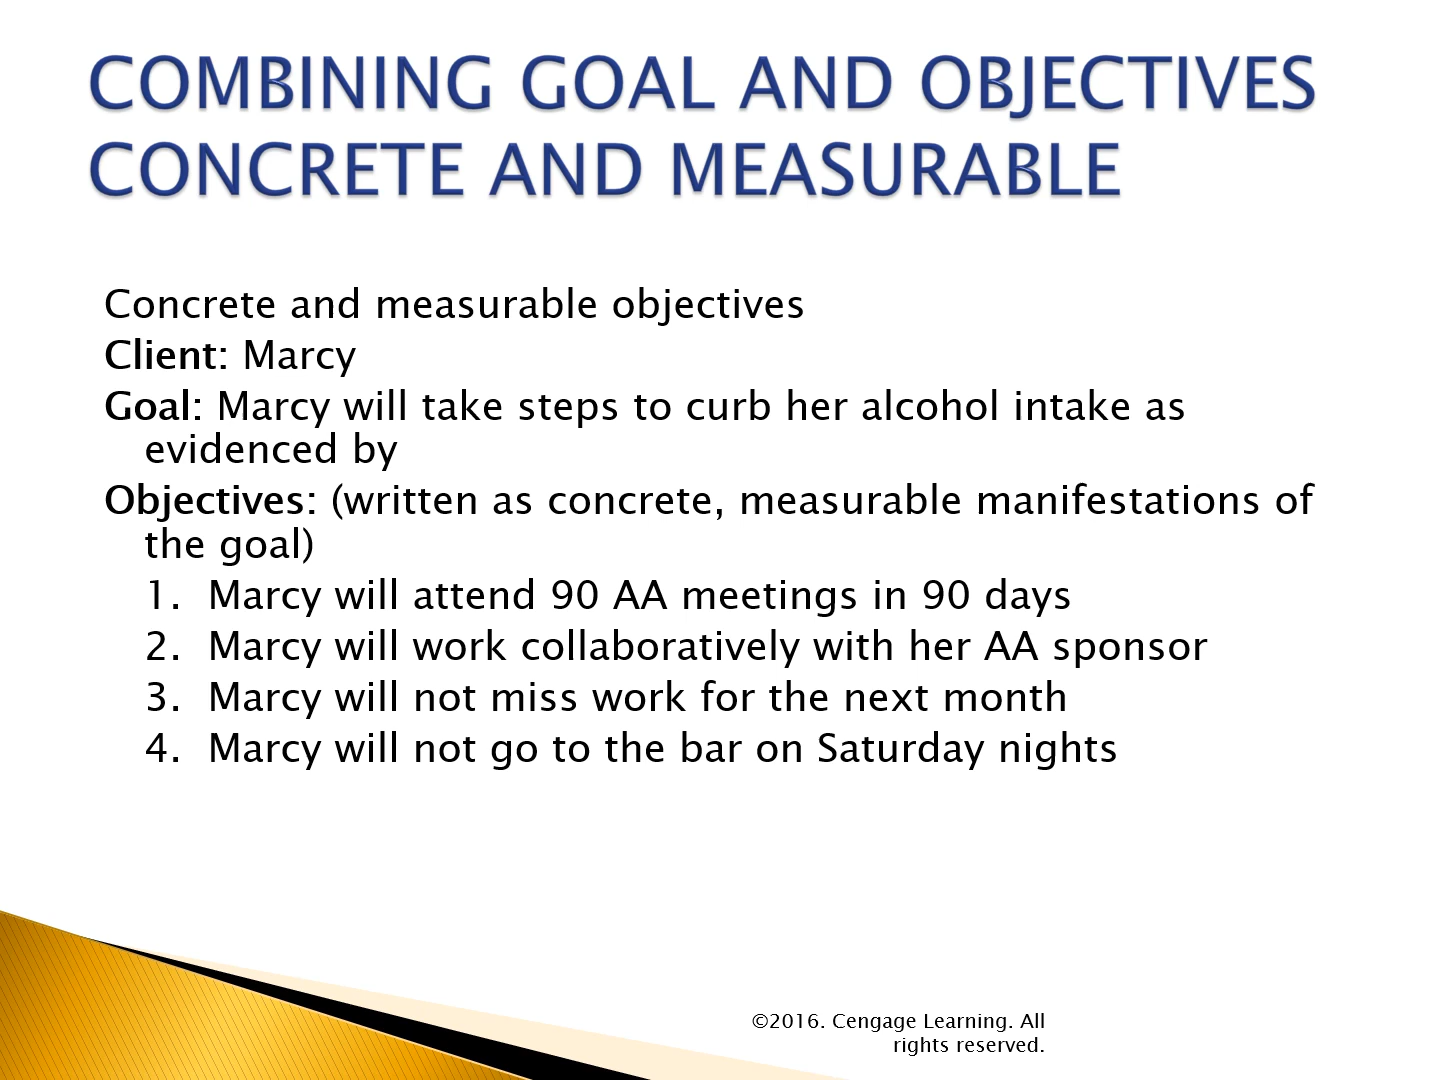 COMBINING GOAL AND OBJECTIVES
CONCRETE AND MEASURABLE
Concrete and measurable objectives
Client: Marcy
Goal: Marcy will take steps to curb her alcohol intake as
evidenced by
Objectives: (written as concrete, measurable manifestations of
the goal)
1. Marcy will attend 90 AA meetings in 90 days
2. Marcy will work collaboratively with her AA sponsor
3. Marcy will not miss work for the next month
4. Marcy will not go to the bar on Saturday nights
©2016. Cengage Learning. All
rights reserved.